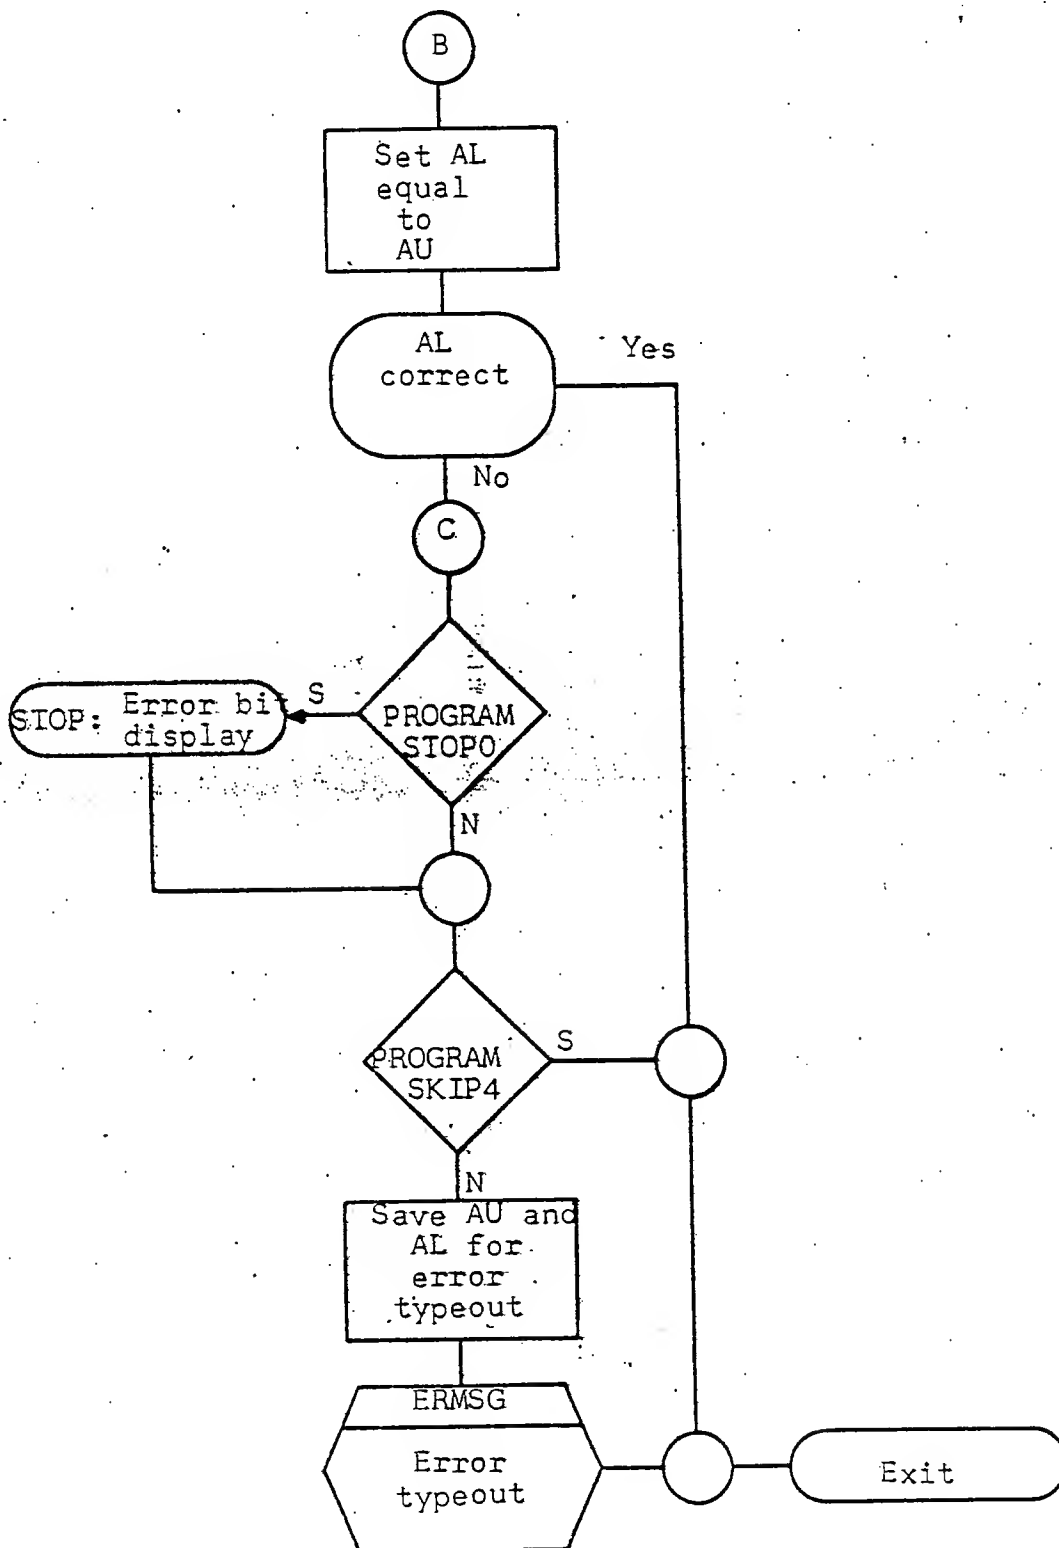 B
Set AL
equal
to
AU
AL
correct
Yes
No
C
S
STOP: Error bit
display
PROGRAM
STOP0
N
PROGRAM
SKIP4
S
N
Save AU and
AL for
error
typeout
ERMSG
Error
typeout
Exit